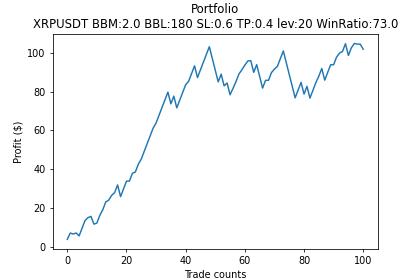 Portfolio
XRPUSDT BBM:2.0 BBL:180 SL:0.6 TP:0.4 lev:20 WinRatio:73.0
Profit ($)
100
80
60
40
20
0
0 20 40 60 80 100
Trade counts